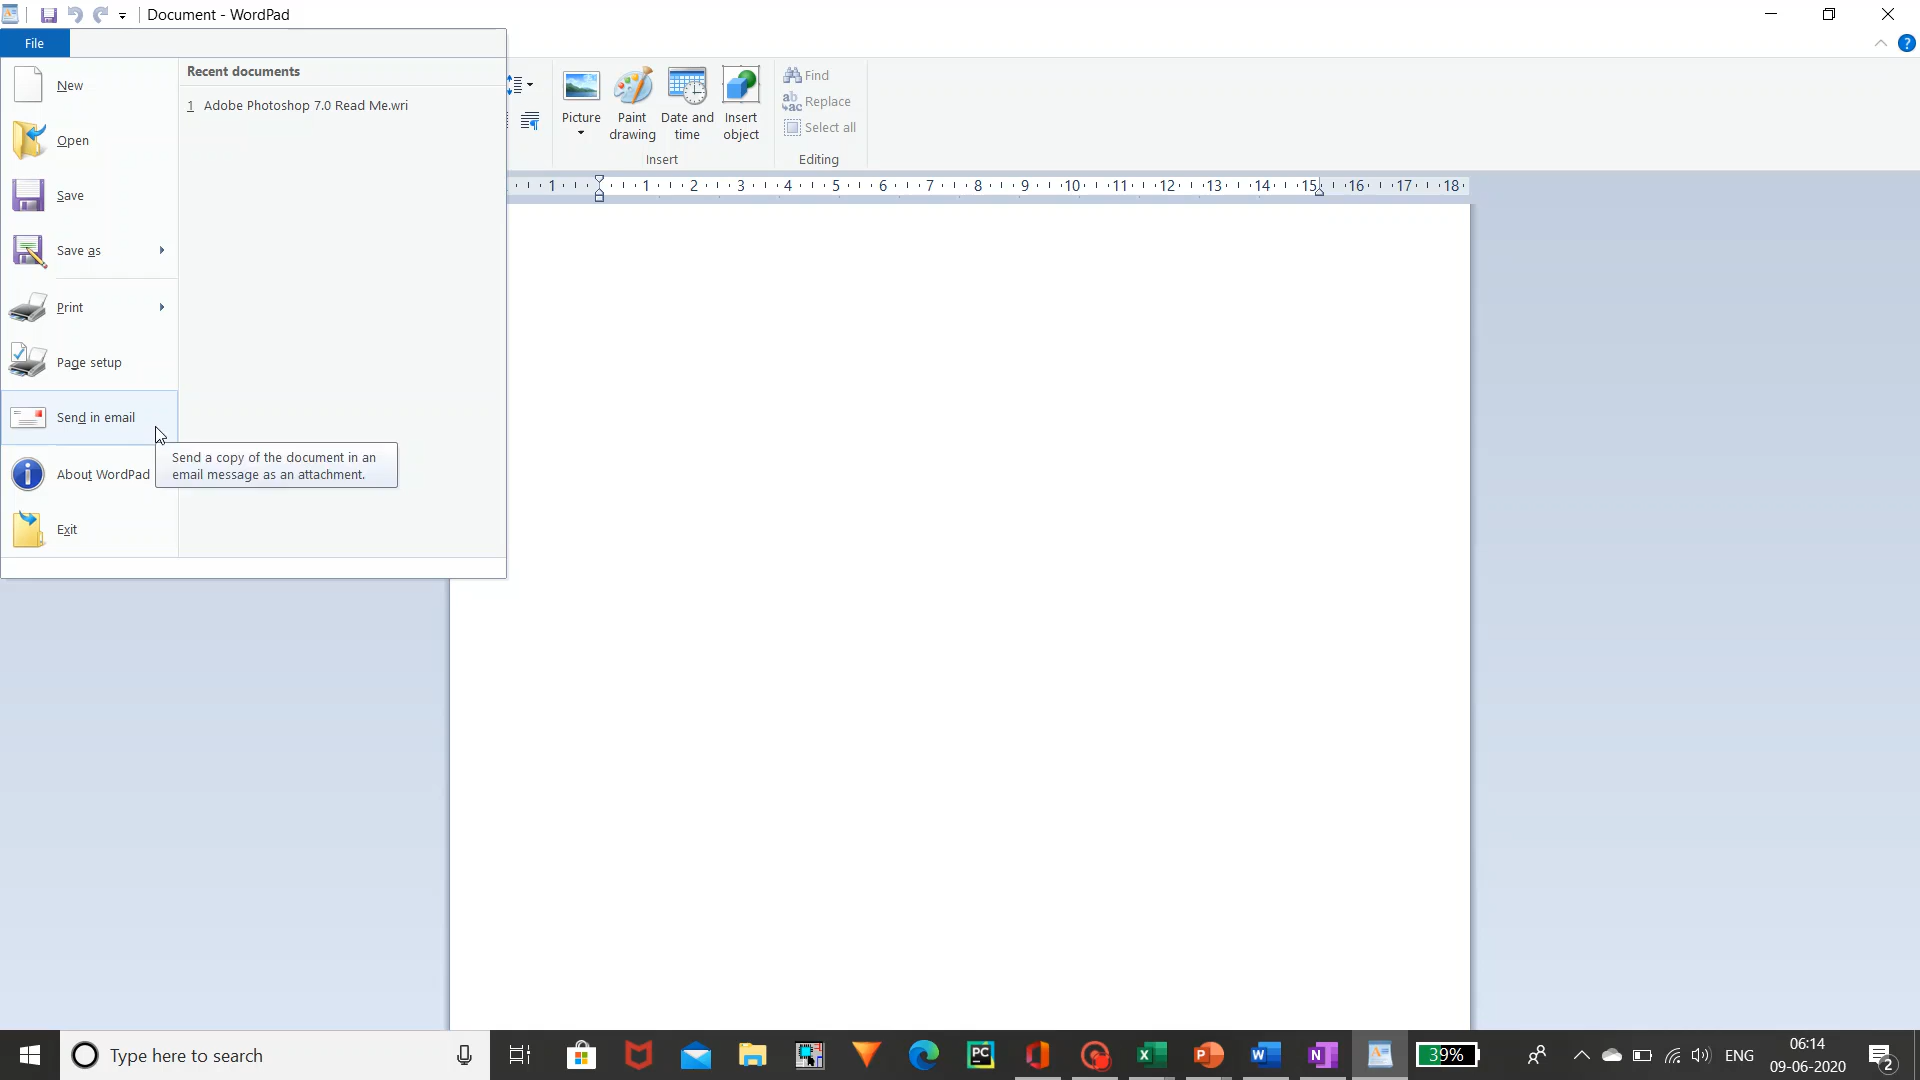 Document - WordPad
File
New
Open
Save
Save as
Print
Page setup
Send in email
About WordPad
Exit
Recent documents
1 Adobe Photoshop 7.0 Read Me.wri
Send a copy of the document in an
email message as an attachment.
Picture
Paint
drawing
Date and
time
Insert
object
Insert
Find
Replace
Select all
Editing
1 1 2 3 4 5 6 7 8 9 10 11 12 13 14 15 16 17 18
Type here to search
39%
ENG
06:14
09-06-2020
2